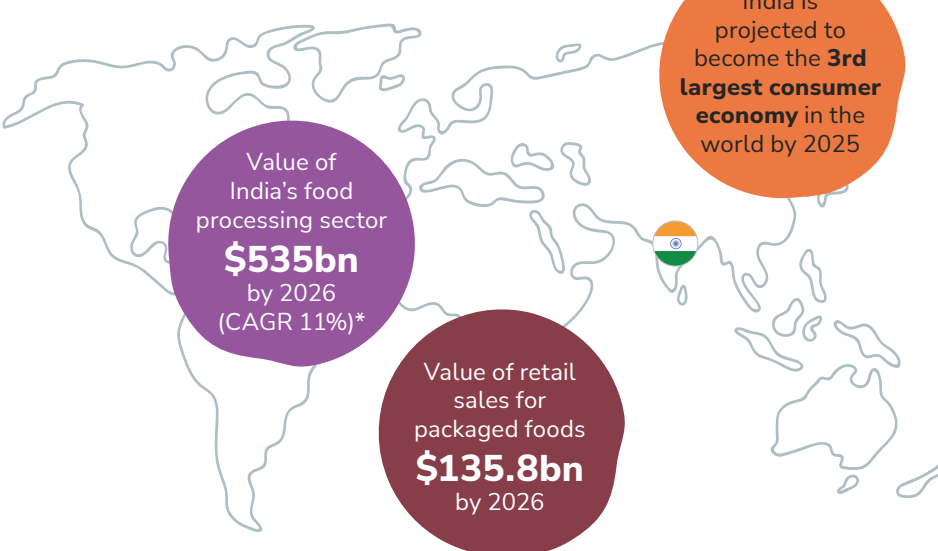 India is
projected to
become the 3rd
largest consumer
economy in the
world by 2025
Value of
India’s food
processing sector
$535bn
by 2026
(CAGR 11%)*
Value of retail
sales for
packaged foods
$135.8bn
by 2026